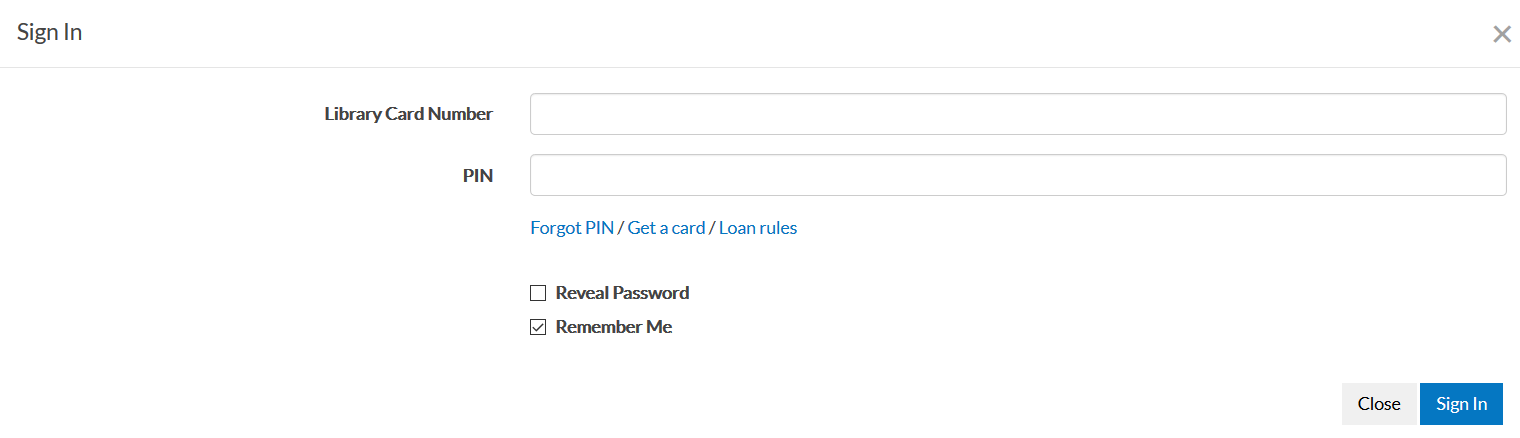 Sign In
Library Card Number
PIN
Forgot PIN / Get a card / Loan rules
Reveal Password
Remember Me
Close Sign In